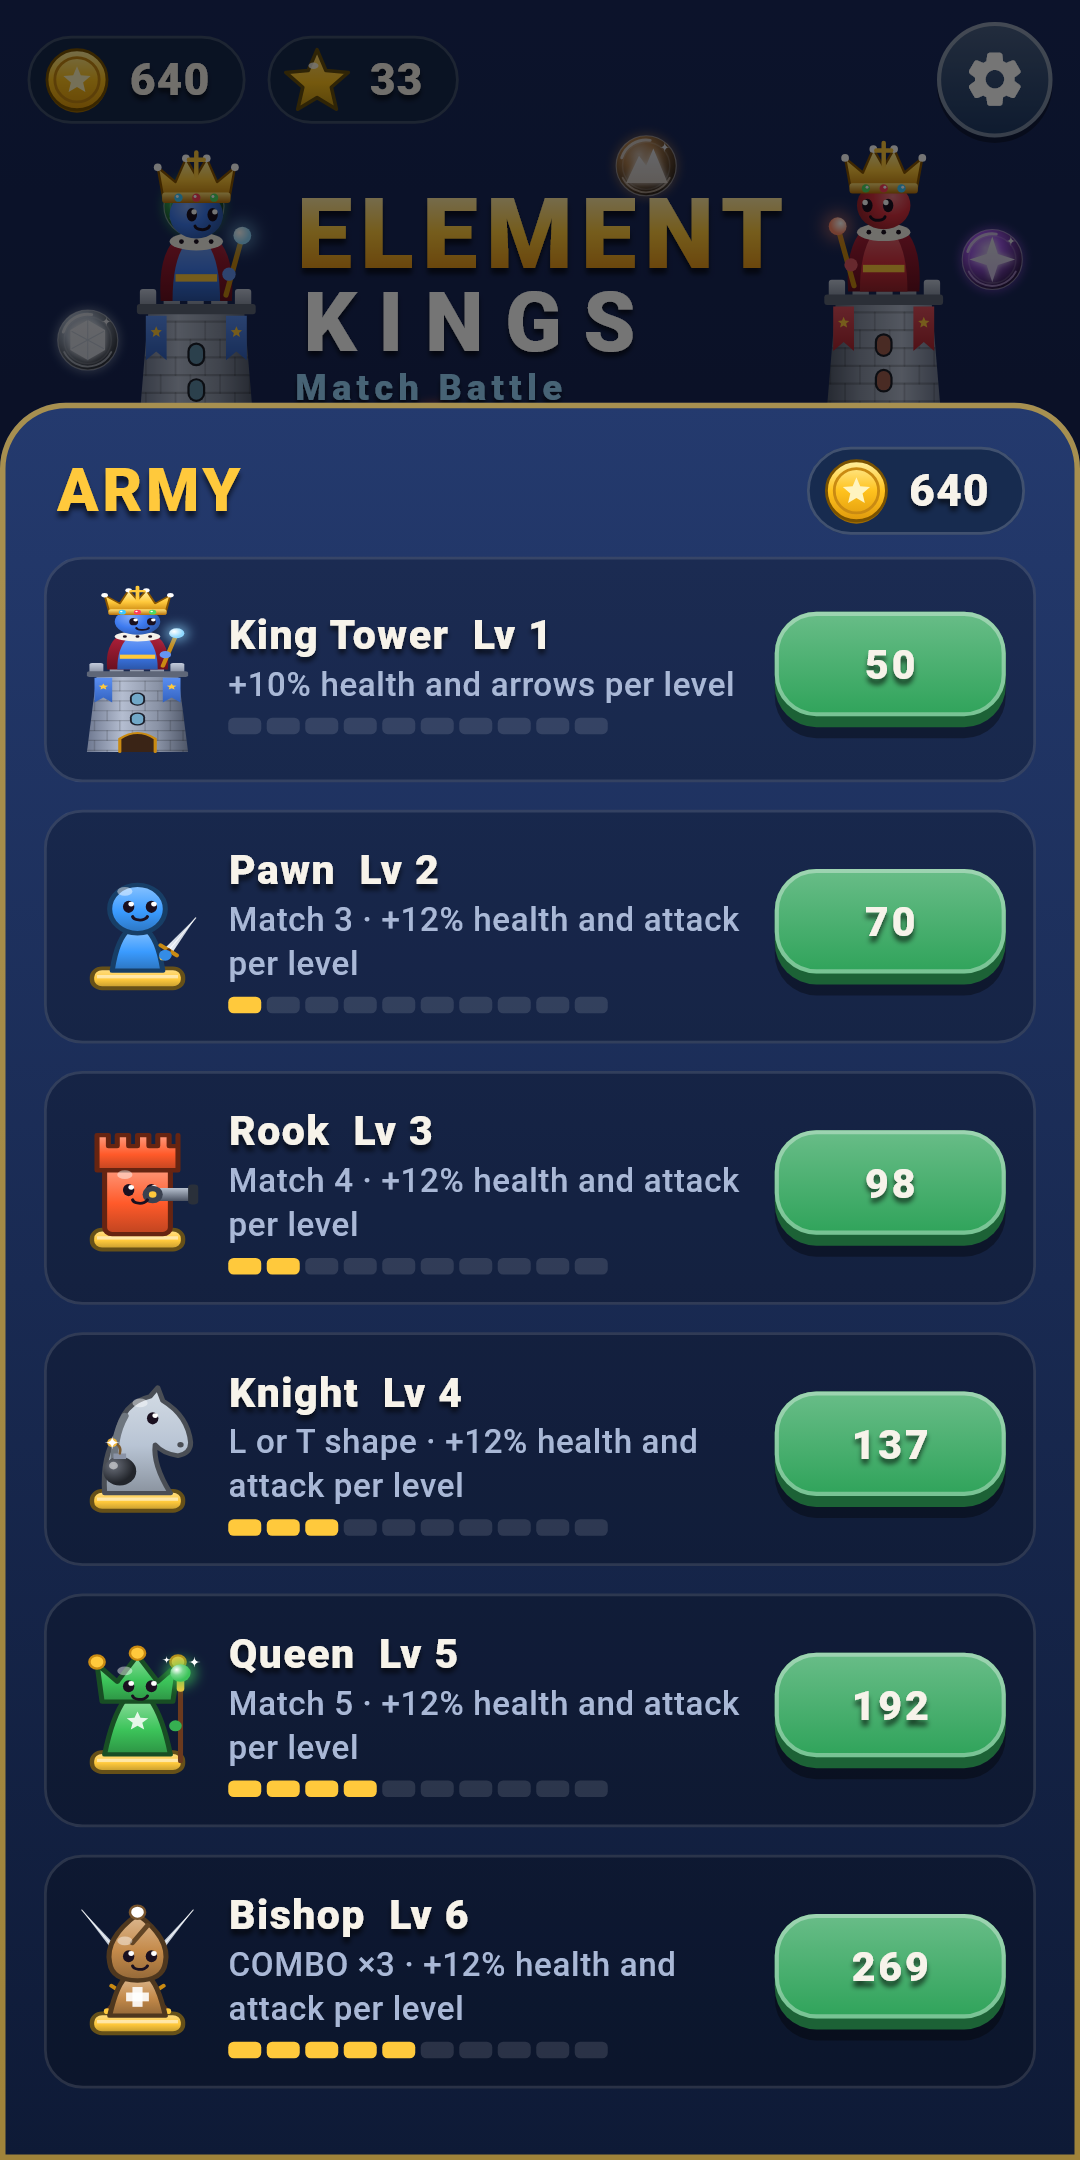 640
33
ELEMENT
KINGS
Match Battle
ARMY
640
King Tower Lv 1
+10% health and arrows per level
50
Pawn Lv 2
Match 3 · +12% health and attack
per level
70
Rook Lv 3
Match 4 · +12% health and attack
per level
98
Knight Lv 4
L or T shape · +12% health and
attack per level
137
Queen Lv 5
Match 5 · +12% health and attack
per level
192
Bishop Lv 6
COMBO ×3 · +12% health and
attack per level
269